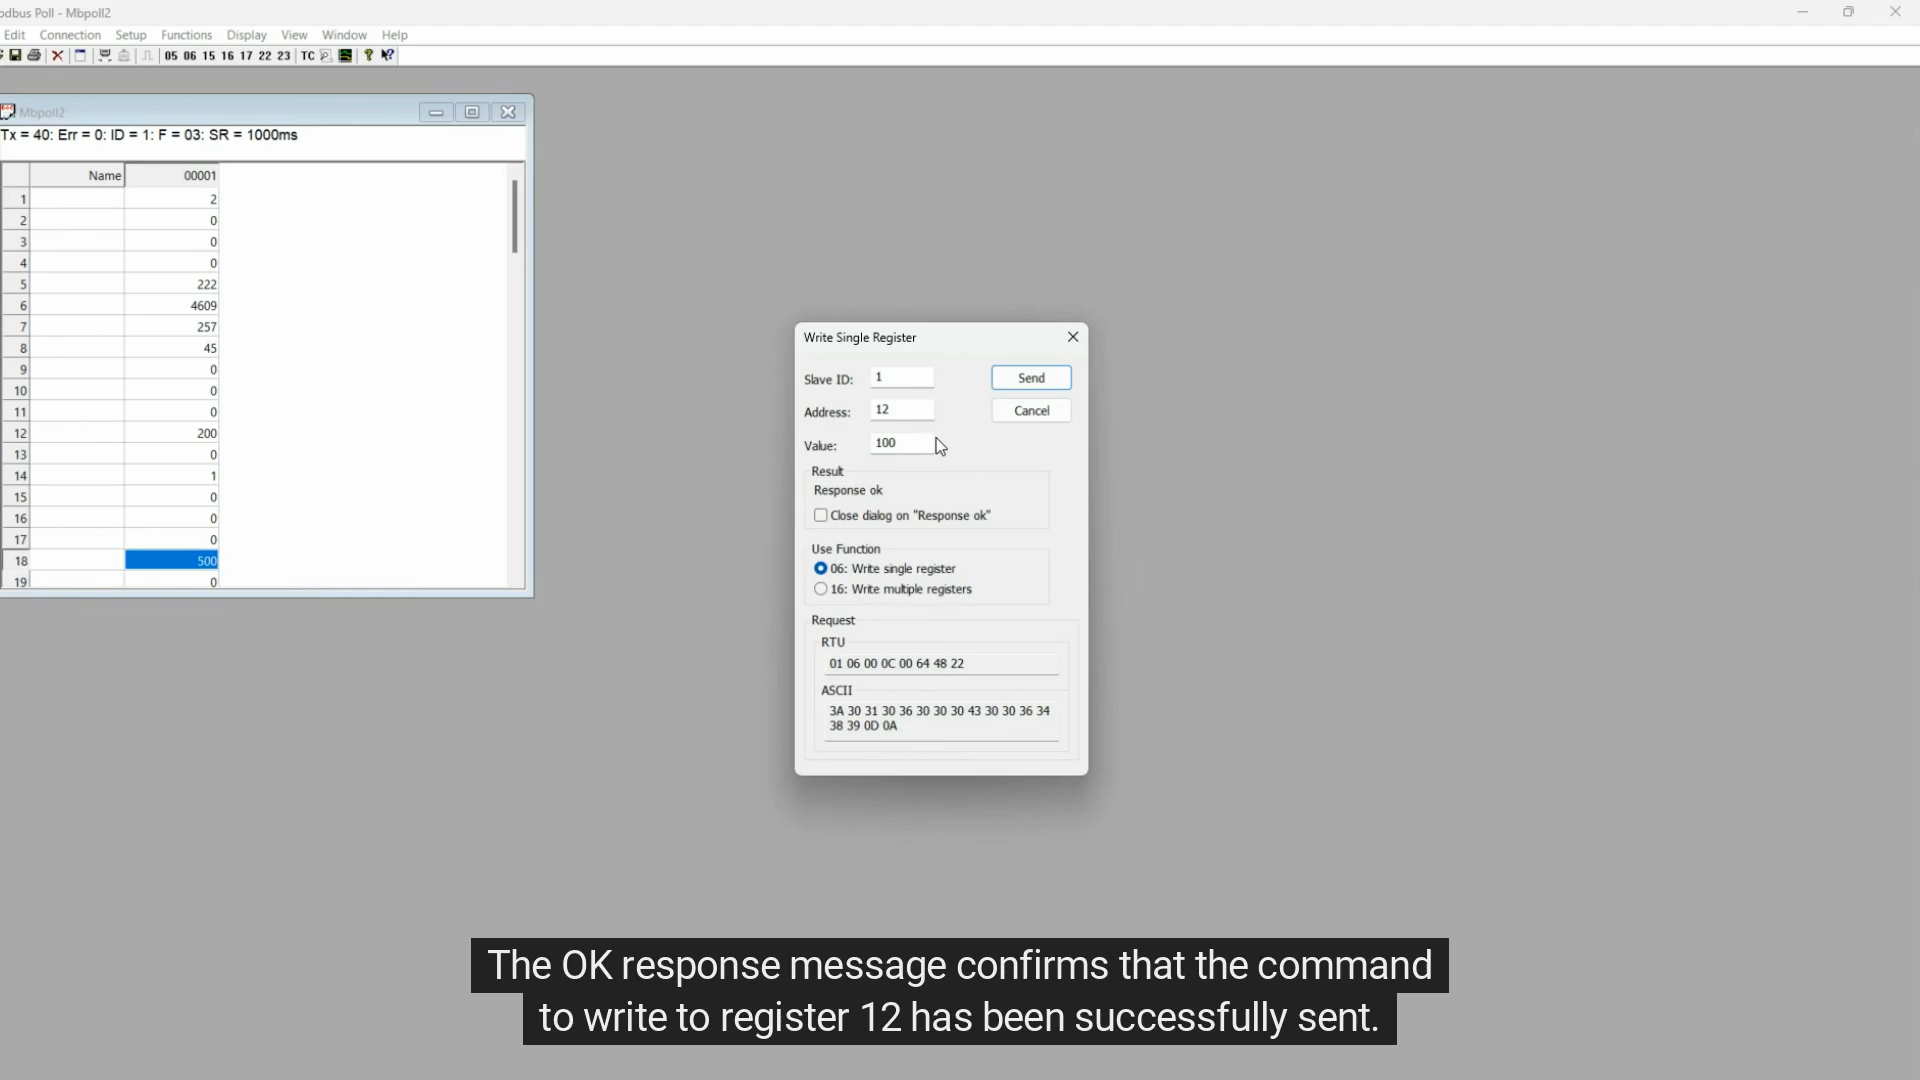 odbus Poll - Mbpoll2
Edit Connection Setup Functions Display View Window Help
05 06 15 16 17 22 23 TC
Mbpoll2
Tx = 40: Err = 0: ID = 1: F = 03: SR = 1000ms
Name 00001
1 2
2 0
3 0
4 0
5 222
6 4609
7 257
8 45
9 0
10 0
11 0
12 200
13 0
14 1
15 0
16 0
17 0
18 500
19 0
Write Single Register
Slave ID: 1 Send
Address: 12 Cancel
Value: 100
Result
Response ok
Close dialog on "Response ok"
Use Function
06: Write single register
16: Write multiple registers
Request
RTU
01 06 00 0C 00 64 48 22
ASCII
3A 30 31 30 36 30 30 30 43 30 30 36 34
38 39 0D 0A
The OK response message confirms that the command
to write to register 12 has been successfully sent.